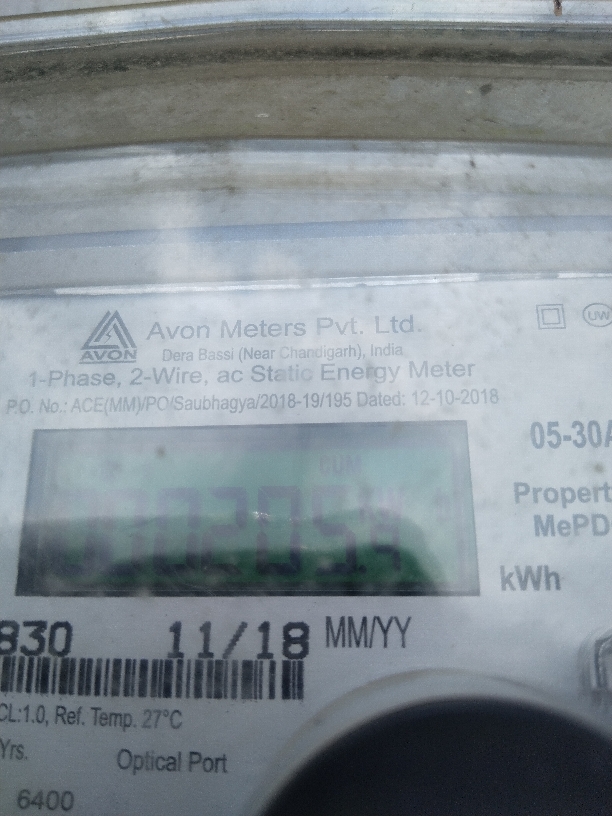 AVON
Avon Meters Pvt. Ltd.
Dera Bassi (Near Chandigarh), India
1-Phase, 2-Wire, ac Static Energy Meter
P.O. No.: ACE(MM)/PO/Saubhagya/2018-19/195 Dated: 12-10-2018
UW
05-30A
CUM
Propert
MePD
kWh
830 11/18 MM/YY
CL:1.0, Ref. Temp. 27°C
Yrs.
Optical Port
6400